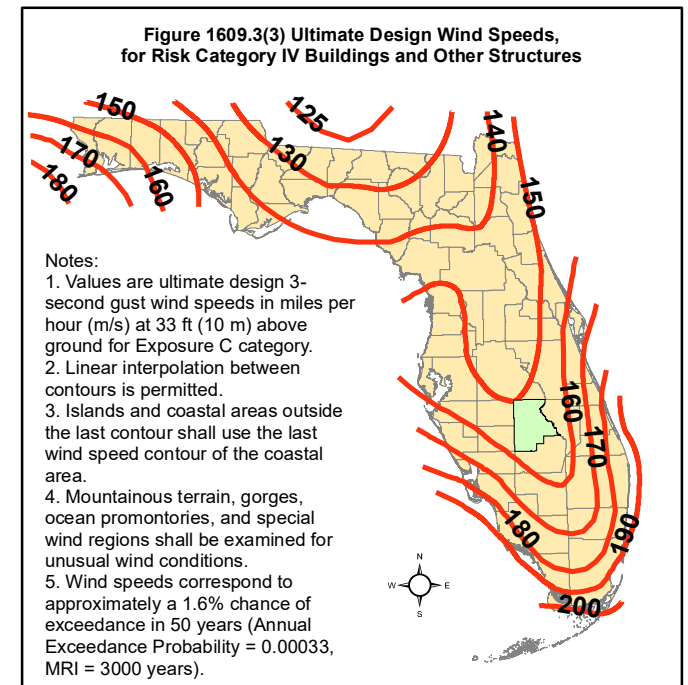 Figure 1609.3(3) Ultimate Design Wind Speeds,
for Risk Category IV Buildings and Other Structures
150
125
140
130
170
180
160
150
Notes:
1. Values are ultimate design 3-
second gust wind speeds in miles per
hour (m/s) at 33 ft (10 m) above
ground for Exposure C category.
2. Linear interpolation between
contours is permitted.
3. Islands and coastal areas outside
the last contour shall use the last
wind speed contour of the coastal
area.
4. Mountainous terrain, gorges,
ocean promontories, and special
wind regions shall be examined for
unusual wind conditions.
5. Wind speeds correspond to
approximately a 1.6% chance of
exceedance in 50 years (Annual
Exceedance Probability = 0.00033,
MRI = 3000 years).
160
170
180
190
200
N
W E
S